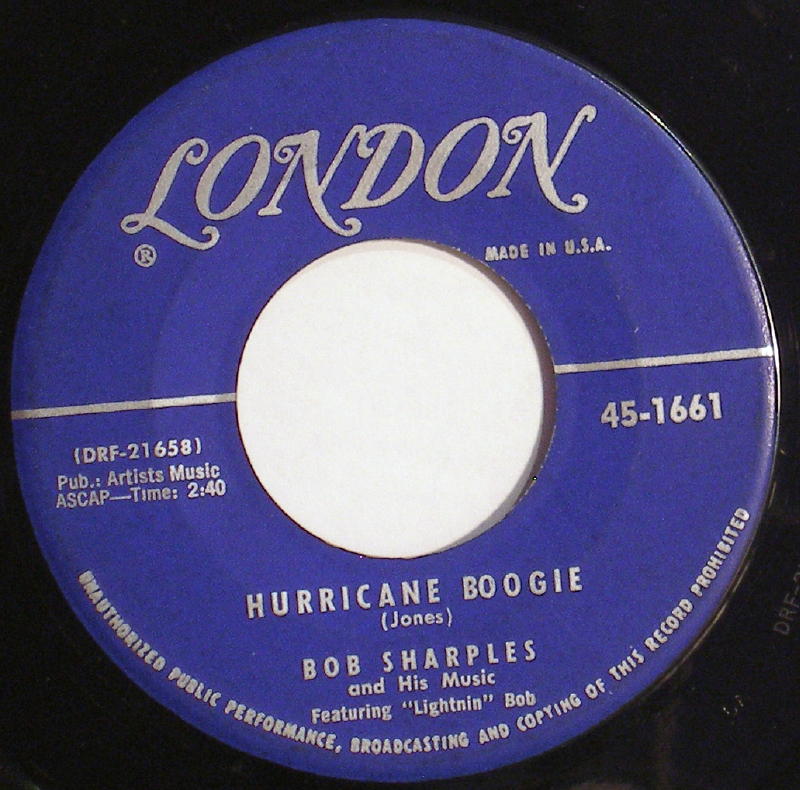 LONDON
®
MADE IN U.S.A.
45-1661
(DRF-21658)
Pub.: Artists Music
ASCAP—Time: 2:40
HURRICANE BOOGIE
(Jones)
BOB SHARPLES
and His Music
Featuring "Lightnin" Bob
UNAUTHORIZED PUBLIC PERFORMANCE, BROADCASTING AND COPYING OF THIS RECORD PROHIBITED